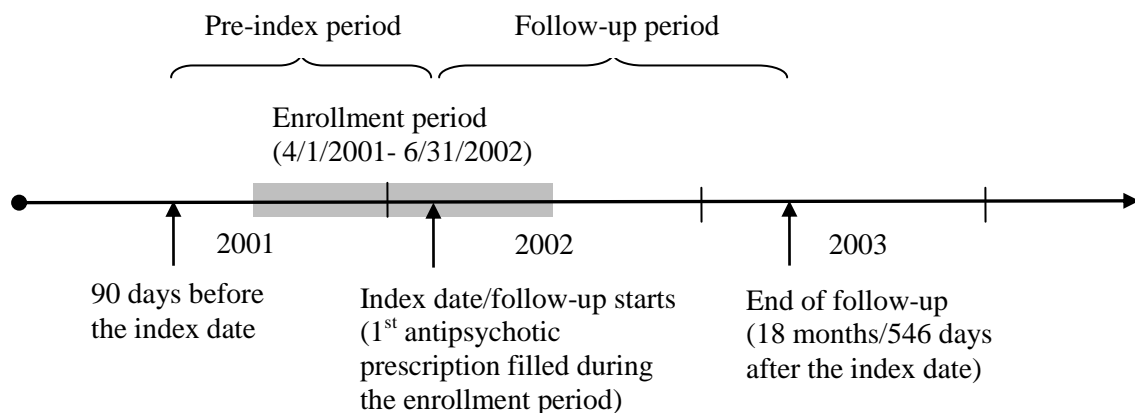 Pre-index period
Follow-up period
Enrollment period
(4/1/2001- 6/31/2002)
2001
2002
2003
90 days before
the index date
Index date/follow-up starts
(1st antipsychotic
prescription filled during
the enrollment period)
End of follow-up
(18 months/546 days
after the index date)